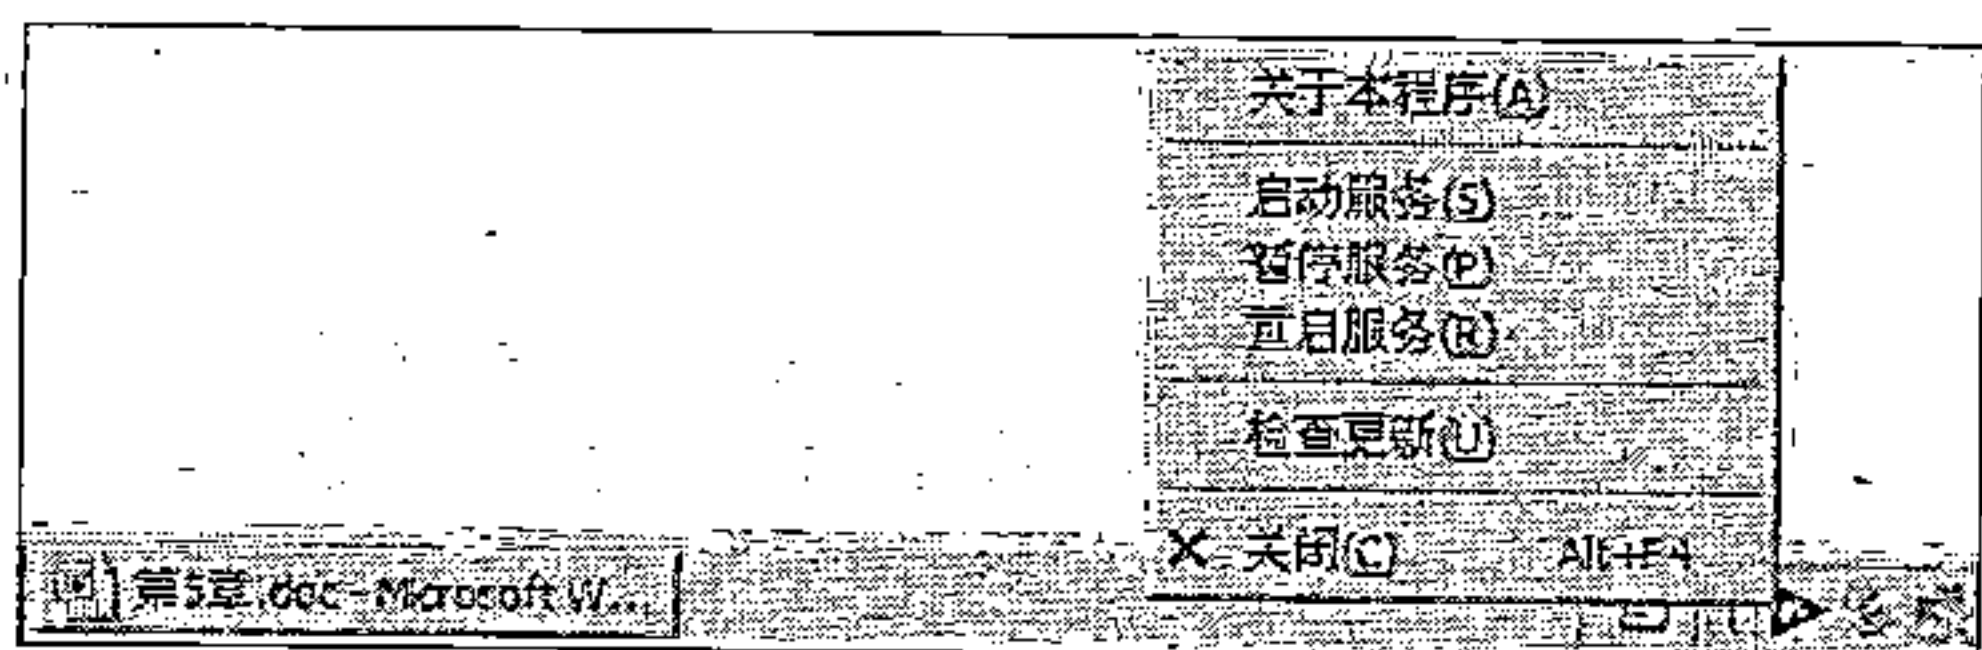 关于本程序(A)
启动服务(S)
暂停服务(P)
重启服务(R)
检查更新(U)
× 关闭(C) Alt+F4
第5章.doc - Microsoft W...